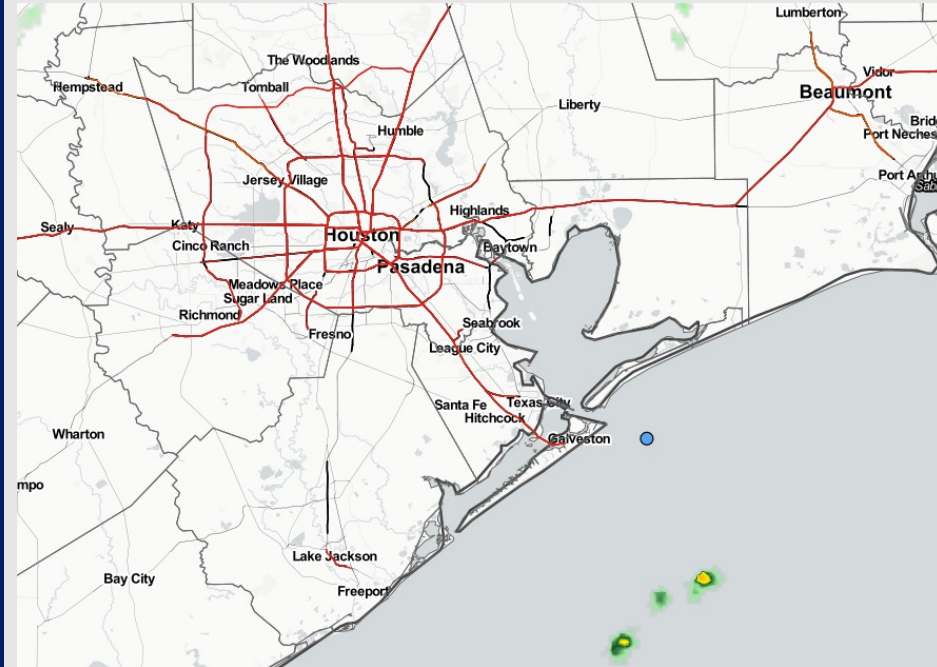 Lumberton
The Woodlands
Vidor
Hempstead
Tomball
Beaumont
Liberty
Humble
Port Neches
Port Arthu
Jersey Village
Highlands
Sealy
Katy
Houston
Cinco Ranch
Baytown
Pasadena
Meadows Place
Sugar Land
Richmond
Seabrook
Fresno
League City
Santa Fe
Texas City
Hitchcock
Wharton
Galveston
mpo
Lake Jackson
Bay City
Freeport